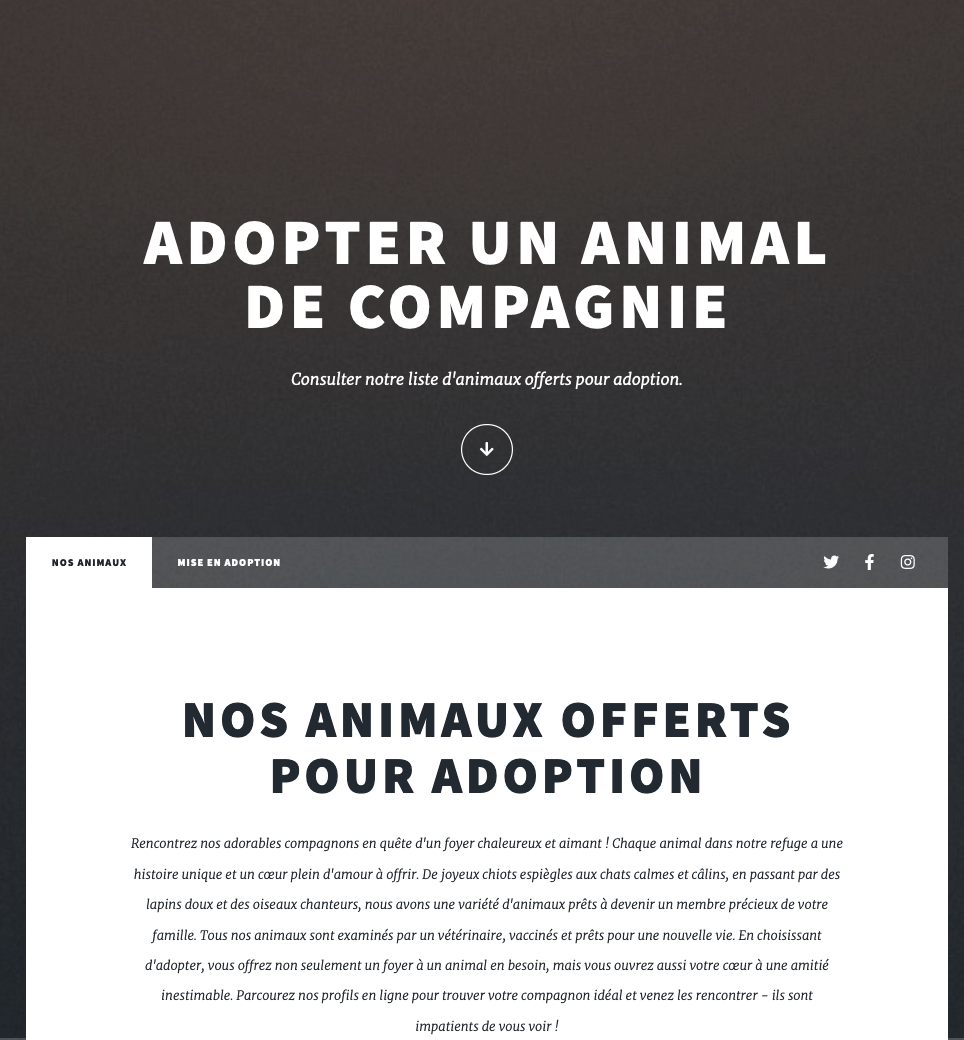 ADOPTER UN ANIMAL
DE COMPAGNIE
Consulter notre liste d'animaux offerts pour adoption.
NOS ANIMAUX
MISE EN ADOPTION
NOS ANIMAUX OFFERTS
POUR ADOPTION
Rencontrez nos adorables compagnons en quête d'un foyer chaleureux et aimant ! Chaque animal dans notre refuge a une
histoire unique et un cœur plein d'amour à offrir. De joyeux chiots espiègles aux chats calmes et câlins, en passant par des
lapins doux et des oiseaux chanteurs, nous avons une variété d'animaux prêts à devenir un membre précieux de votre
famille. Tous nos animaux sont examinés par un vétérinaire, vaccinés et prêts pour une nouvelle vie. En choisissant
d'adopter, vous offrez non seulement un foyer à un animal en besoin, mais vous ouvrez aussi votre cœur à une amitié
inestimable. Parcourez nos profils en ligne pour trouver votre compagnon idéal et venez les rencontrer – ils sont
impatients de vous voir !